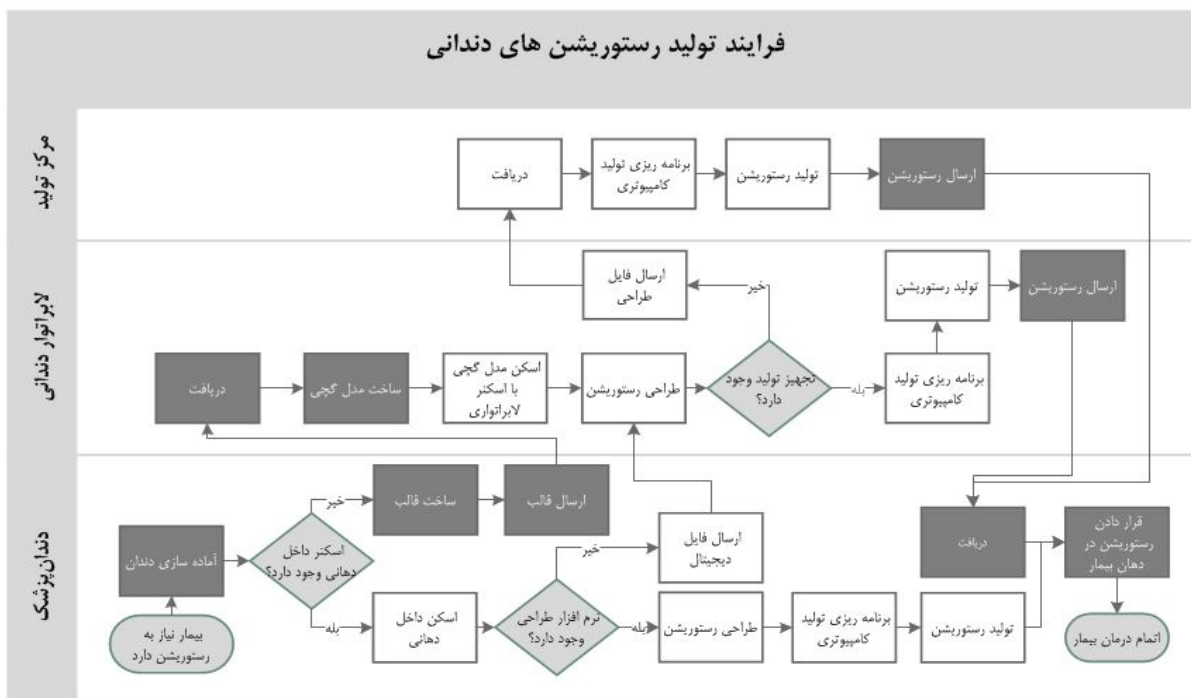 فرایند تولید رستوریشن های دندانی
مرکز تولید
دریافت
برنامه ریزی تولید
کامپیوتری
تولید رستوریشن
ارسال رستوریشن
لابراتوار دندانی
ارسال فایل
طراحی
خیر
تولید رستوریشن
ارسال رستوریشن
دریافت
ساخت مدل گچی
اسکن مدل گچی
با اسکنر
لابراتواری
طراحی رستوریشن
تجهیز تولید وجود
دارد؟
بله
برنامه ریزی تولید
کامپیوتری
دندان‌پزشک
آماده سازی دندان
اسکنر داخل
دهانی وجود دارد؟
خیر
ساخت قالب
ارسال قالب
ارسال فایل
دیجیتال
خیر
دریافت
قرار دادن
رستوریشن در
دهان بیمار
بیمار نیاز به
رستوریشن دارد
بله
اسکن داخل
دهانی
نرم افزار طراحی
وجود دارد؟
بله
طراحی رستوریشن
برنامه ریزی تولید
کامپیوتری
تولید رستوریشن
اتمام درمان بیمار